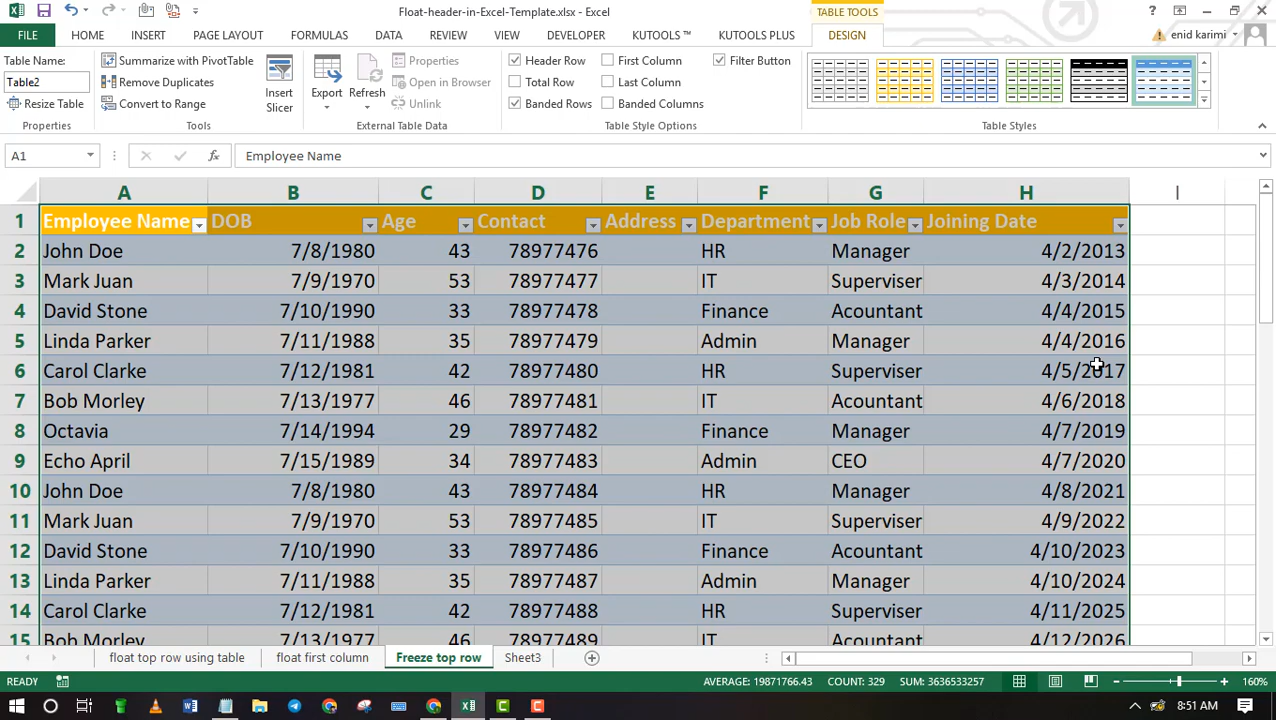 Float-header-in-Excel-Template.xlsx - Excel
TABLE TOOLS
FILE HOME INSERT PAGE LAYOUT FORMULAS DATA REVIEW VIEW DEVELOPER KUTOOLS ™ KUTOOLS PLUS DESIGN enid karimi
Table Name:
Table2
Resize Table
Properties
Summarize with PivotTable
Remove Duplicates
Convert to Range
Insert
Slicer
Tools
Export
Refresh
Properties
Open in Browser
Unlink
External Table Data
Header Row
Total Row
Banded Rows
First Column
Last Column
Banded Columns
Filter Button
Table Style Options
Table Styles
A1 fx Employee Name
A B C D E F G H I
1 Employee Name DOB Age Contact Address Department Job Role Joining Date
2 John Doe 7/8/1980 43 78977476 HR Manager 4/2/2013
3 Mark Juan 7/9/1970 53 78977477 IT Superviser 4/3/2014
4 David Stone 7/10/1990 33 78977478 Finance Acountant 4/4/2015
5 Linda Parker 7/11/1988 35 78977479 Admin Manager 4/4/2016
6 Carol Clarke 7/12/1981 42 78977480 HR Superviser 4/5/2017
7 Bob Morley 7/13/1977 46 78977481 IT Acountant 4/6/2018
8 Octavia 7/14/1994 29 78977482 Finance Manager 4/7/2019
9 Echo April 7/15/1989 34 78977483 Admin CEO 4/7/2020
10 John Doe 7/8/1980 43 78977484 HR Manager 4/8/2021
11 Mark Juan 7/9/1970 53 78977485 IT Superviser 4/9/2022
12 David Stone 7/10/1990 33 78977486 Finance Acountant 4/10/2023
13 Linda Parker 7/11/1988 35 78977487 Admin Manager 4/10/2024
14 Carol Clarke 7/12/1981 42 78977488 HR Superviser 4/11/2025
15 Bob Morley 7/13/1977 46 78977489 IT Acountant 4/12/2026
float top row using table float first column Freeze top row Sheet3
READY AVERAGE: 19871766.43 COUNT: 329 SUM: 3636533257 160%
8:51 AM